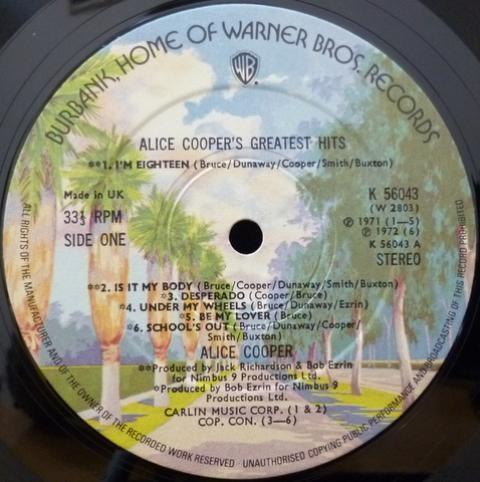 BURBANK, HOME OF WARNER BROS. RECORDS
WB
ALICE COOPER'S GREATEST HITS
**1. I'M EIGHTEEN (Bruce/Dunaway/Cooper/Smith/Buxton)
Made in UK
33⅓ RPM
SIDE ONE
K 56043
(W 2803)
℗ 1971 (1—5)
℗ 1972 (6)
K 56043 A
STEREO
**2. IS IT MY BODY (Bruce/Cooper/Dunaway/Smith/Buxton)
*3. DESPERADO (Cooper/Bruce)
*4. UNDER MY WHEELS (Bruce/Dunaway/Ezrin)
*5. BE MY LOVER (Bruce)
*6. SCHOOL'S OUT (Bruce/Dunaway/Cooper/
Smith/Buxton)
ALICE COOPER
**Produced by Jack Richardson & Bob Ezrin
for Nimbus 9 Productions Ltd.
*Produced by Bob Ezrin for Nimbus 9
Productions Ltd.
CARLIN MUSIC CORP. (1 & 2)
COP. CON. (3—6)
ALL RIGHTS OF THE MANUFACTURER AND OF THE OWNER OF THE RECORDED WORK RESERVED · UNAUTHORISED COPYING PUBLIC PERFORMANCE AND BROADCASTING OF THIS RECORD PROHIBITED